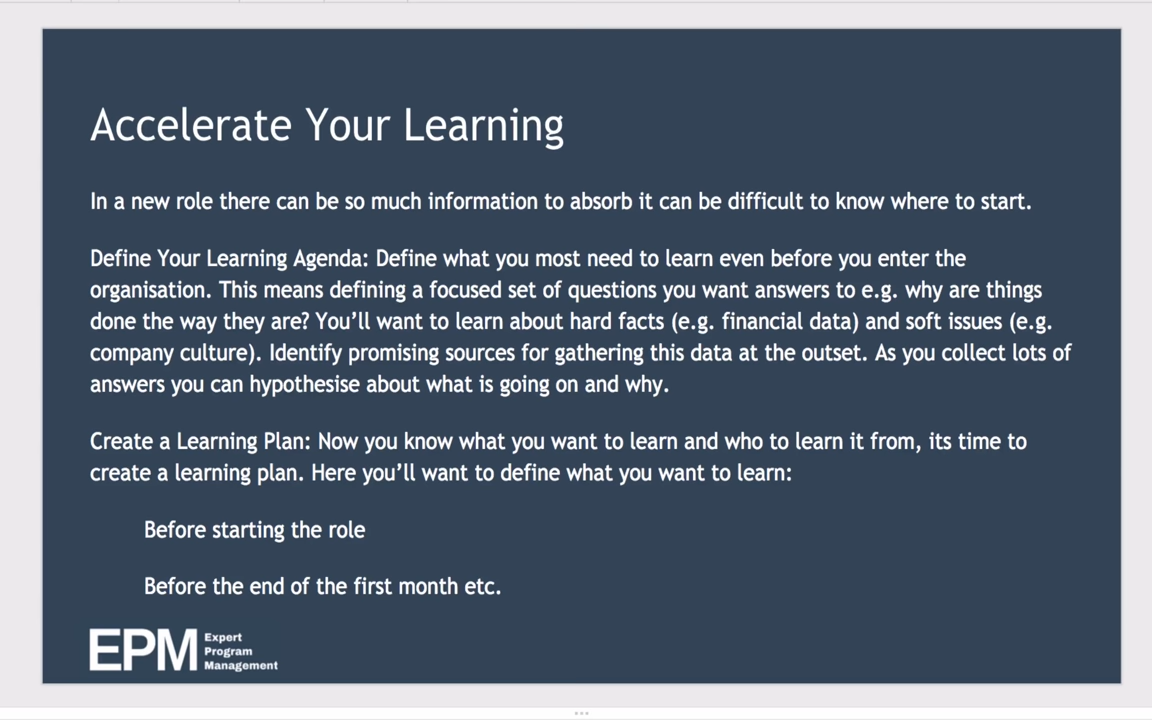 Accelerate Your Learning
In a new role there can be so much information to absorb it can be difficult to know where to start.
Define Your Learning Agenda: Define what you most need to learn even before you enter the
organisation. This means defining a focused set of questions you want answers to e.g. why are things
done the way they are? You’ll want to learn about hard facts (e.g. financial data) and soft issues (e.g.
company culture). Identify promising sources for gathering this data at the outset. As you collect lots of
answers you can hypothesise about what is going on and why.
Create a Learning Plan: Now you know what you want to learn and who to learn it from, its time to
create a learning plan. Here you’ll want to define what you want to learn:
Before starting the role
Before the end of the first month etc.
EPM
Expert
Program
Management